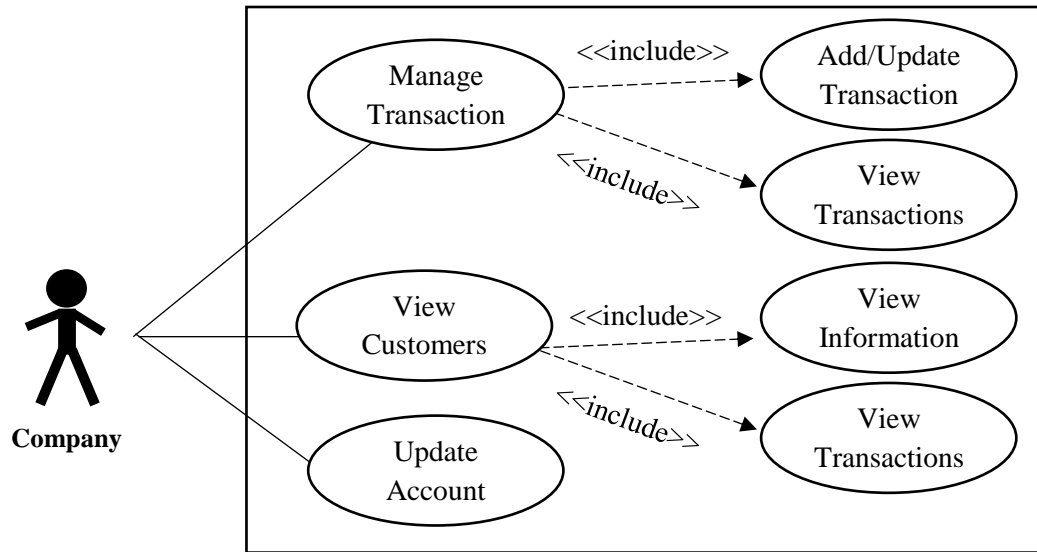 Manage
Transaction
<<include>>
Add/Update
Transaction
<<include>>
View
Transactions
Company
View
Customers
<<include>>
View
Information
<<include>>
View
Transactions
Update
Account